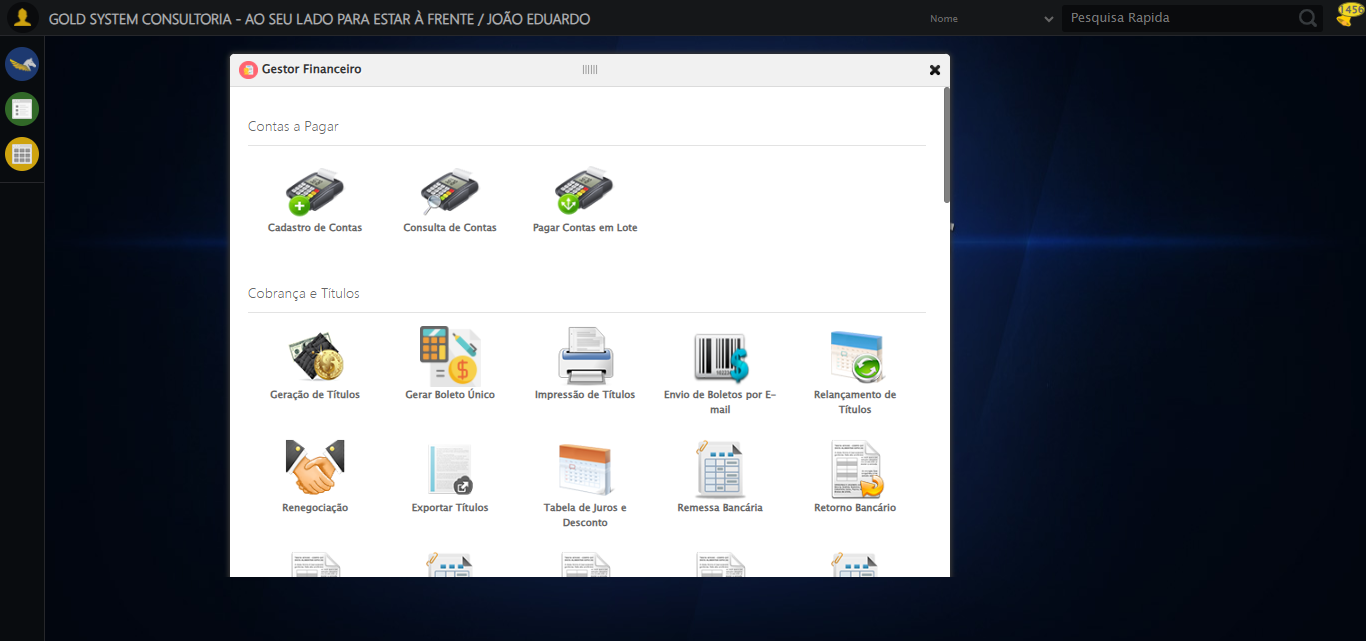 GOLD SYSTEM CONSULTORIA - AO SEU LADO PARA ESTAR À FRENTE / JOÃO EDUARDO
Nome
Pesquisa Rapida
1456
Gestor Financeiro
Contas a Pagar
Cadastro de Contas
Consulta de Contas
Pagar Contas em Lote
Cobrança e Títulos
Geração de Títulos
Gerar Boleto Único
Impressão de Títulos
Envio de Boletos por E-
mail
Relançamento de
Títulos
Renegociação
Exportar Títulos
Tabela de Juros e
Desconto
Remessa Bancária
Retorno Bancário